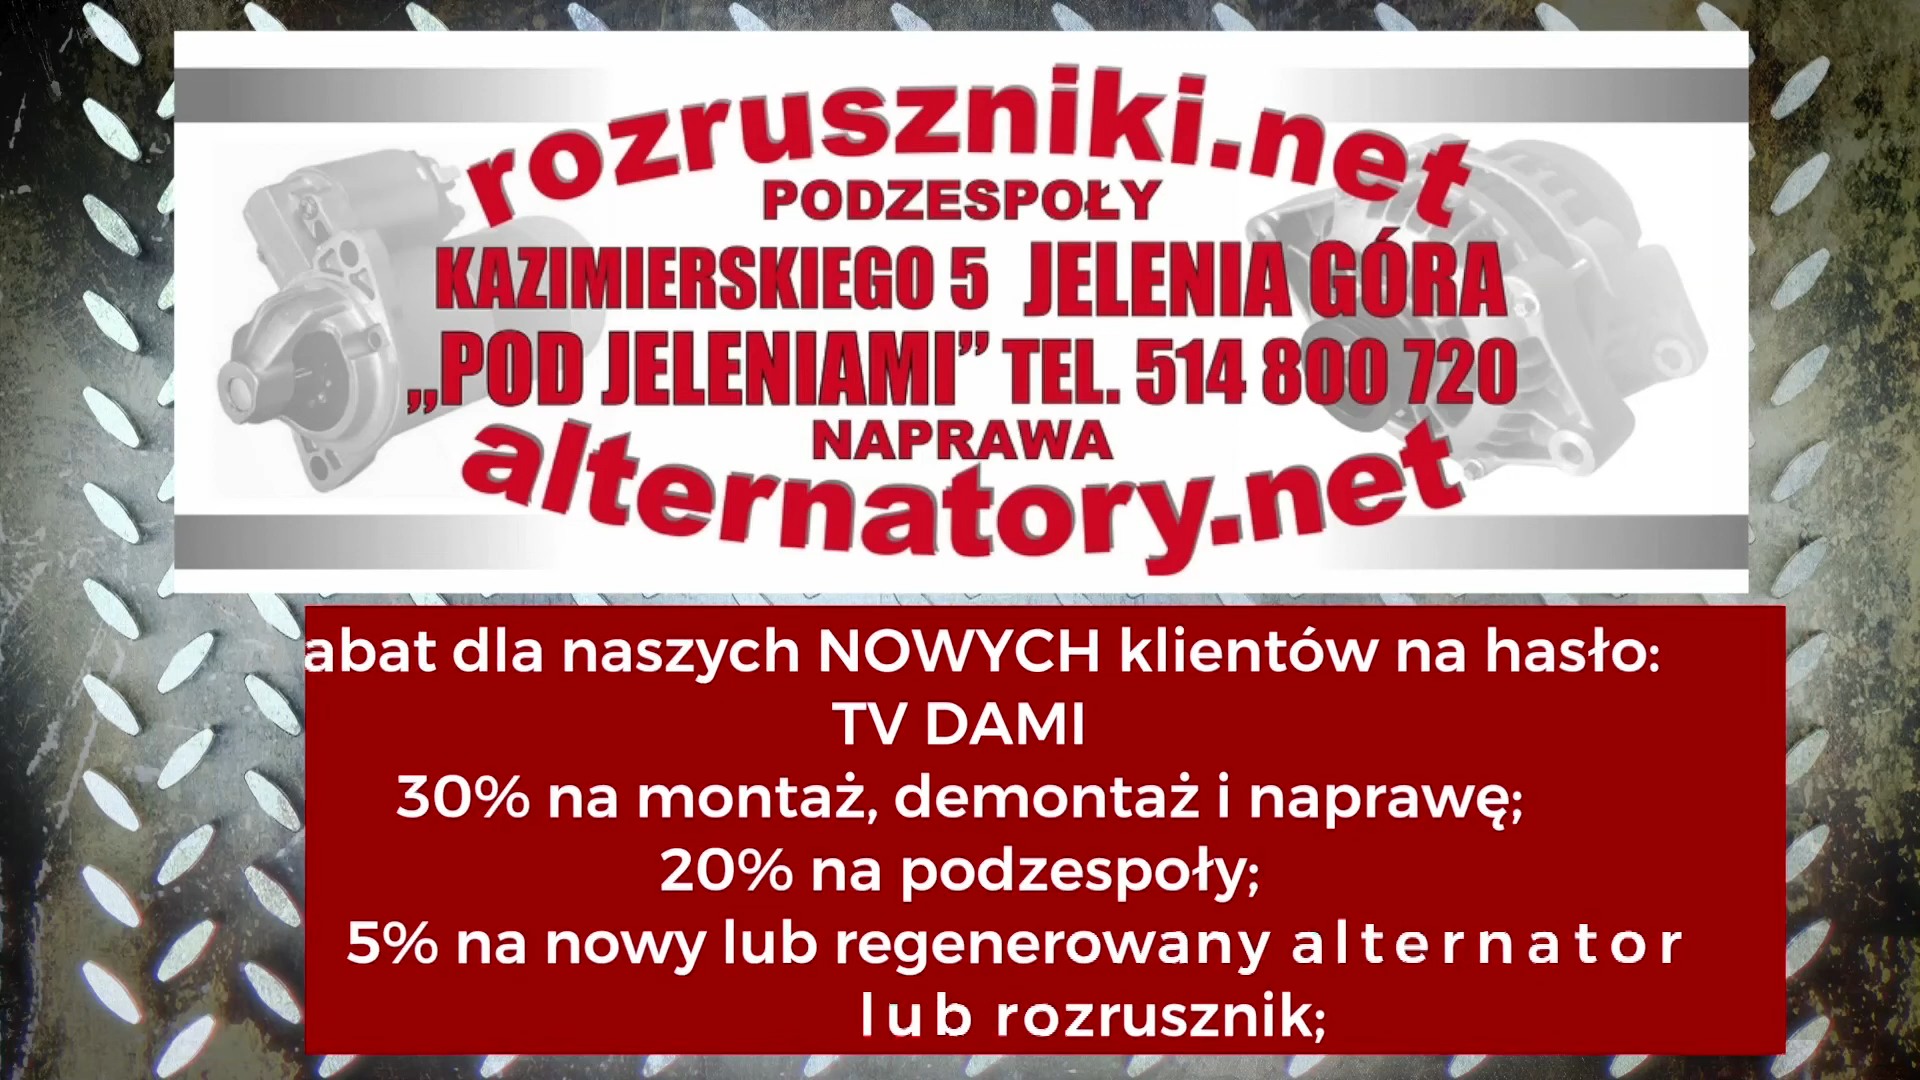 rozruszniki.net
PODZESPOŁY
KAZIMIERSKIEGO 5 JELENIA GÓRA
„POD JELENIAMI” TEL. 514 800 720
NAPRAWA
alternatory.net
abat dla naszych NOWYCH klientów na hasło:
TV DAMI
30% na montaż, demontaż i naprawę;
20% na podzespoły;
5% na nowy lub regenerowany alternator
lub rozrusznik;